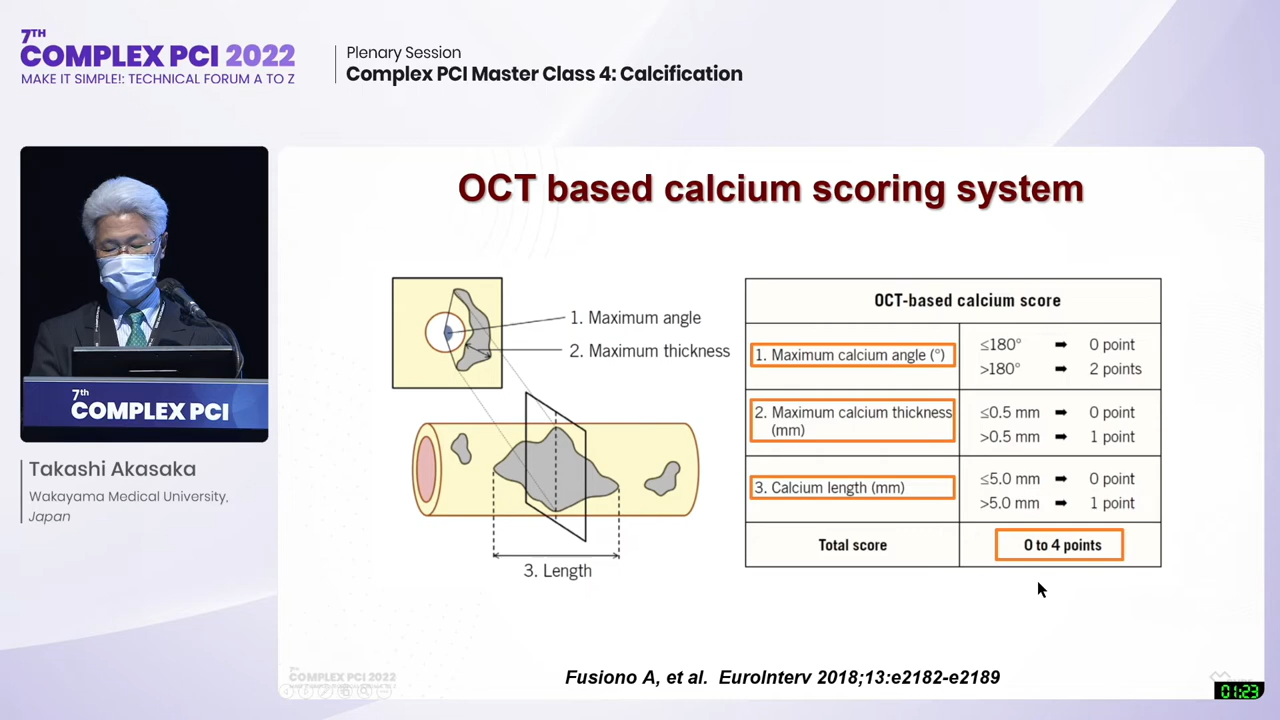 7TH
COMPLEX PCI 2022
MAKE IT SIMPLE!: TECHNICAL FORUM A TO Z
Plenary Session
Complex PCI Master Class 4: Calcification
7th
COMPLEX PCI
Takashi Akasaka
Wakayama Medical University,
Japan
OCT based calcium scoring system
1. Maximum angle
2. Maximum thickness
3. Length
OCT-based calcium score
1. Maximum calcium angle (°)
≤180° ➡ 0 point
>180° ➡ 2 points
2. Maximum calcium thickness
(mm)
≤0.5 mm ➡ 0 point
>0.5 mm ➡ 1 point
3. Calcium length (mm)
≤5.0 mm ➡ 0 point
>5.0 mm ➡ 1 point
Total score
0 to 4 points
Fusiono A, et al. EuroInterv 2018;13:e2182-e2189
COMPLEX PCI 2022
01:23